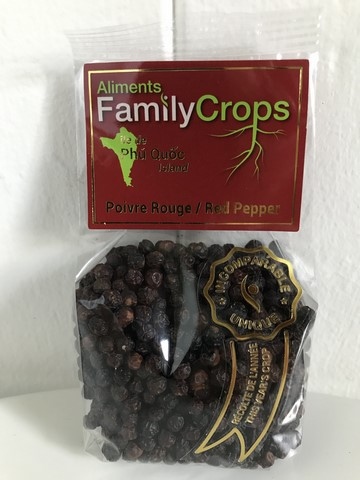 Aliments
FamilyCrops
Île de
Phú Quốc
Island
Poivre Rouge / Red Pepper
INCOMPARABLE
UNIQUE
RÉCOLTE DE L'ANNÉE
THIS YEAR'S CROP